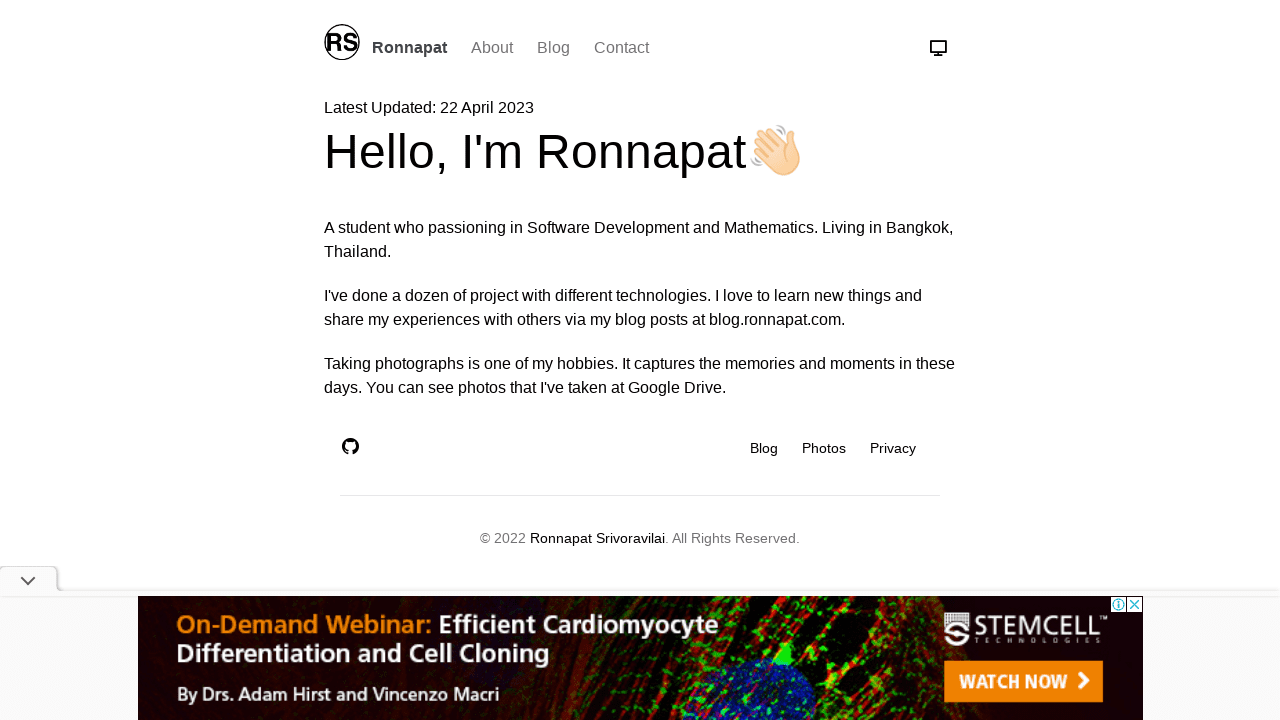 RS
Ronnapat About Blog Contact
Latest Updated: 22 April 2023
Hello, I'm Ronnapat👋🏻
A student who passioning in Software Development and Mathematics. Living in Bangkok,
Thailand.
I've done a dozen of project with different technologies. I love to learn new things and
share my experiences with others via my blog posts at blog.ronnapat.com.
Taking photographs is one of my hobbies. It captures the memories and moments in these
days. You can see photos that I've taken at Google Drive.
Blog Photos Privacy
© 2022 Ronnapat Srivoravilai. All Rights Reserved.
On-Demand Webinar: Efficient Cardiomyocyte
Differentiation and Cell Cloning
By Drs. Adam Hirst and Vincenzo Macri
STEMCELL™
TECHNOLOGIES
WATCH NOW